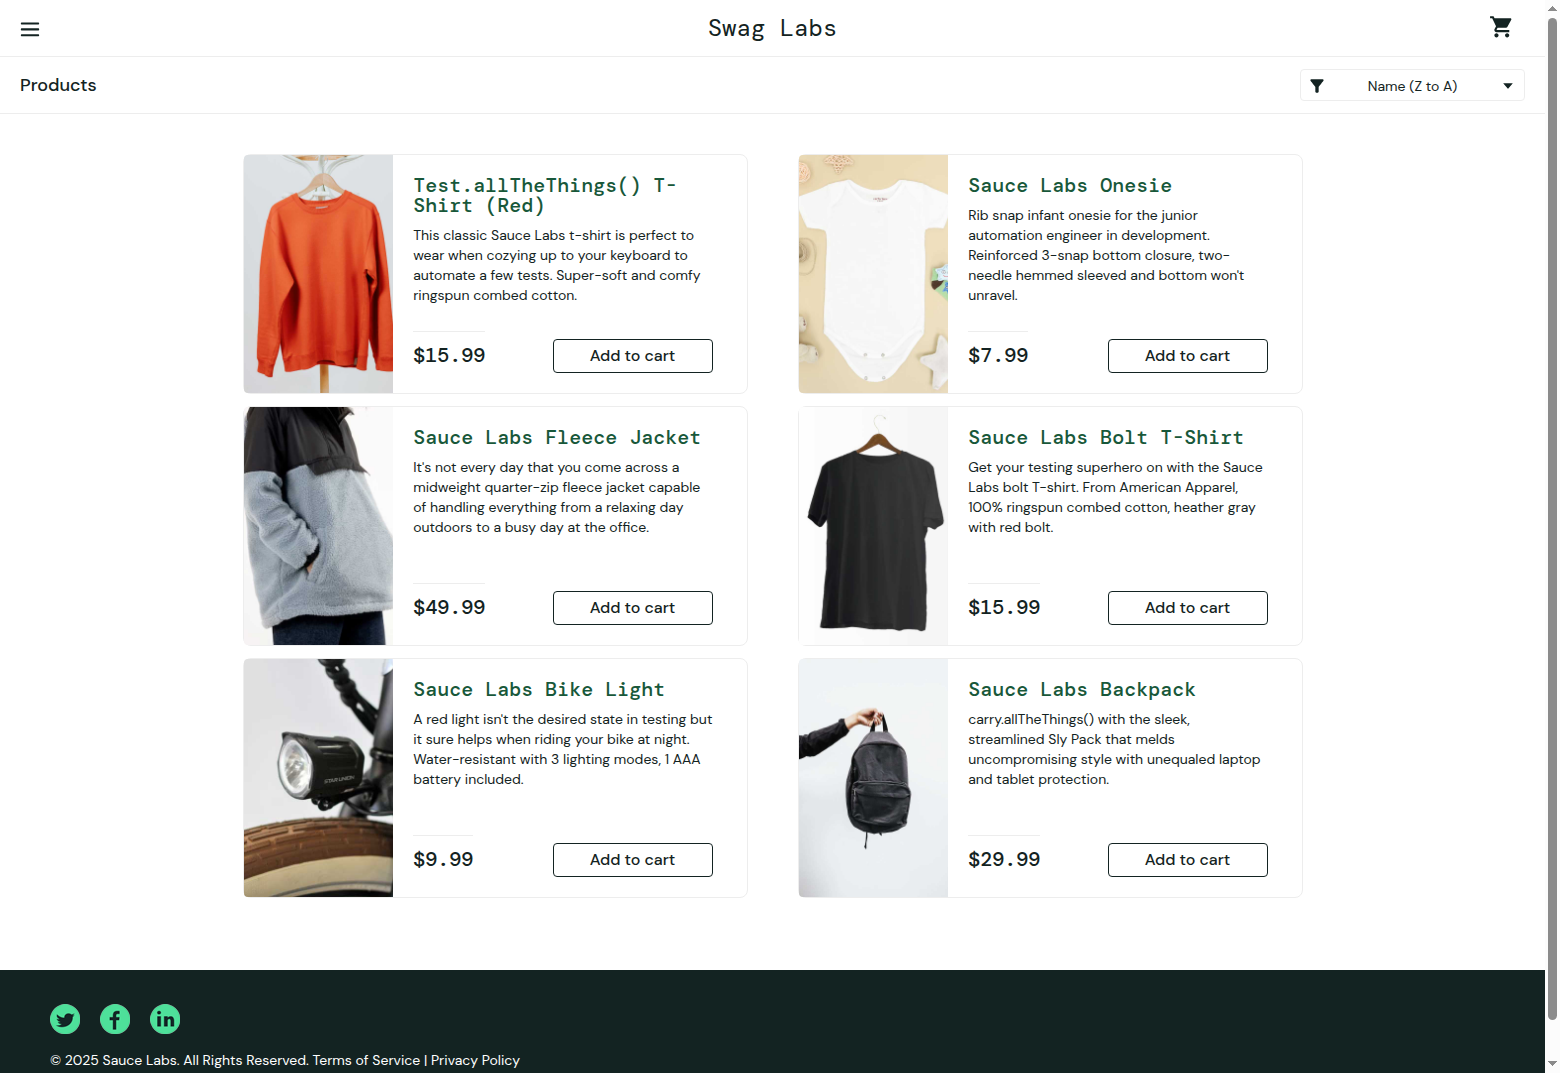 Swag Labs
Products
Name (Z to A)
Test.allTheThings() T-
Shirt (Red)
This classic Sauce Labs t-shirt is perfect to
wear when cozying up to your keyboard to
automate a few tests. Super-soft and comfy
ringspun combed cotton.
$15.99
Add to cart
Sauce Labs Onesie
Rib snap infant onesie for the junior
automation engineer in development.
Reinforced 3-snap bottom closure, two-
needle hemmed sleeved and bottom won't
unravel.
$7.99
Add to cart
Sauce Labs Fleece Jacket
It's not every day that you come across a
midweight quarter-zip fleece jacket capable
of handling everything from a relaxing day
outdoors to a busy day at the office.
$49.99
Add to cart
Sauce Labs Bolt T-Shirt
Get your testing superhero on with the Sauce
Labs bolt T-shirt. From American Apparel,
100% ringspun combed cotton, heather gray
with red bolt.
$15.99
Add to cart
STAR UNION
Sauce Labs Bike Light
A red light isn't the desired state in testing but
it sure helps when riding your bike at night.
Water-resistant with 3 lighting modes, 1 AAA
battery included.
$9.99
Add to cart
Sauce Labs Backpack
carry.allTheThings() with the sleek,
streamlined Sly Pack that melds
uncompromising style with unequaled laptop
and tablet protection.
$29.99
Add to cart
© 2025 Sauce Labs. All Rights Reserved. Terms of Service | Privacy Policy